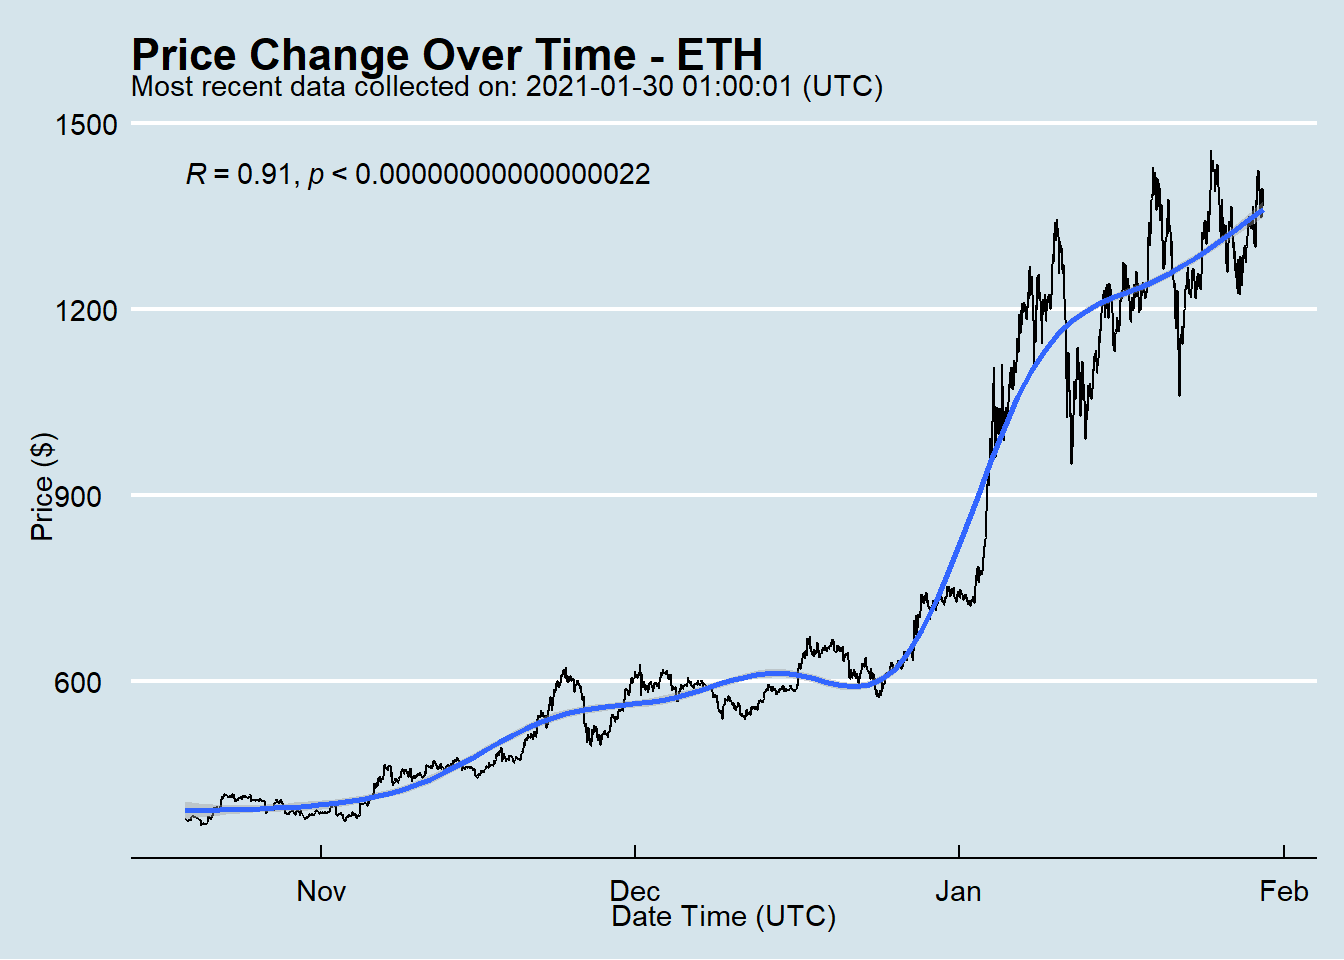 Price Change Over Time - ETH
Most recent data collected on: 2021-01-30 01:00:01 (UTC)
1500
R = 0.91, p < 0.00000000000000022
1200
Price ($)
900
600
Nov
Dec
Jan
Feb
Date Time (UTC)